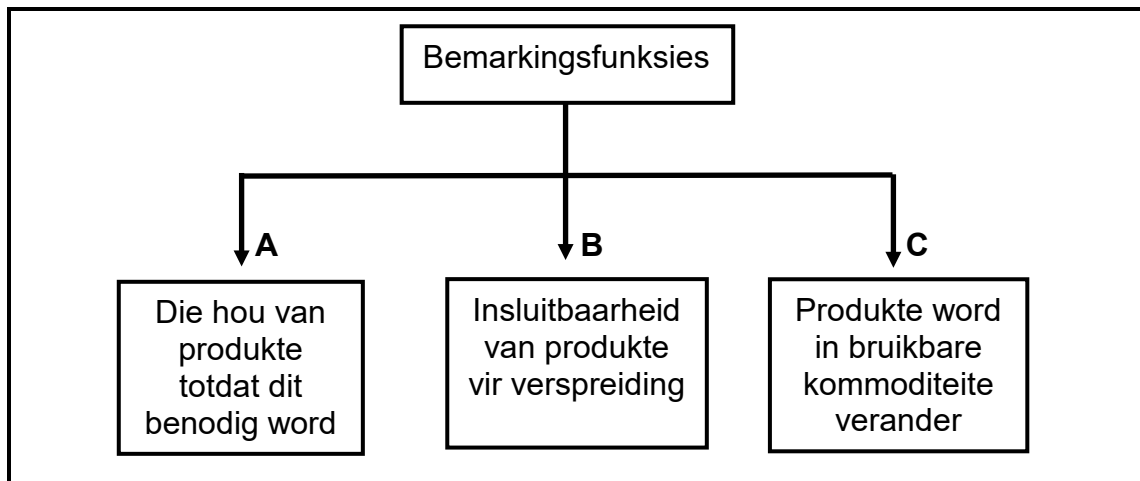 Bemarkingsfunksies
A
B
C
Die hou van
produkte
totdat dit
benodig word
Insluitbaarheid
van produkte
vir verspreiding
Produkte word
in bruikbare
kommoditeite
verander